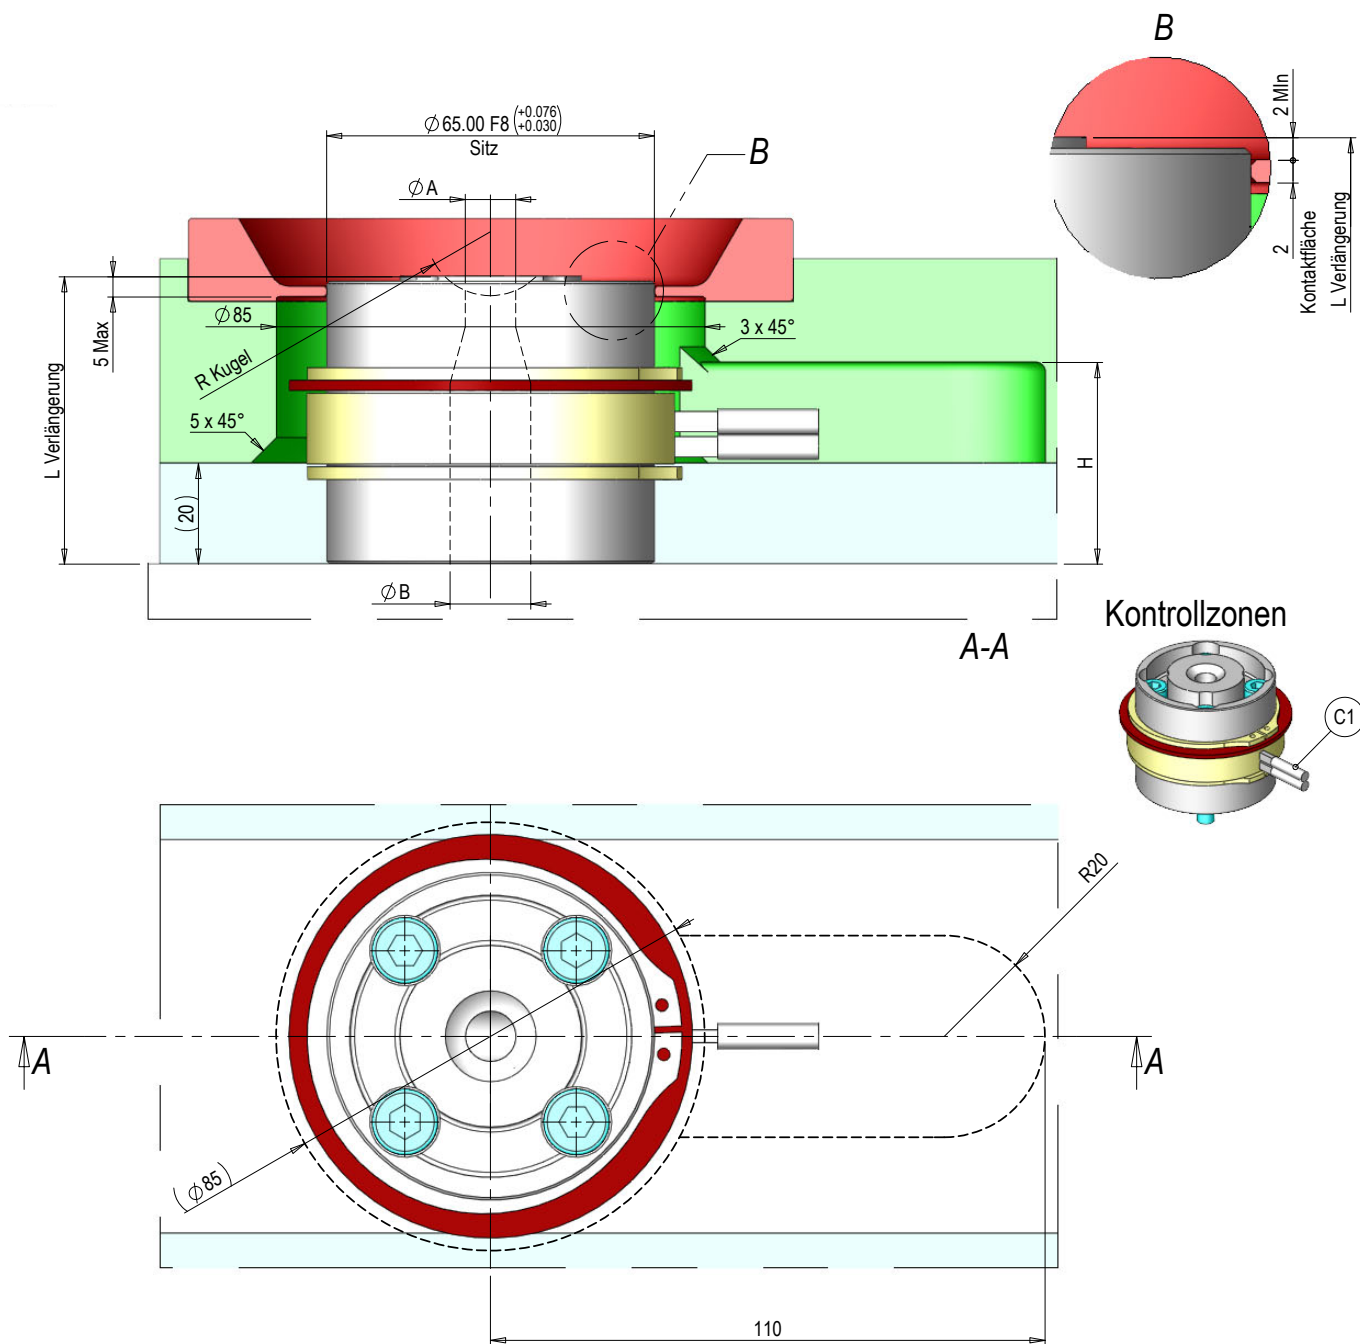 B
2 MIn
Kontaktfläche
2
L Verlängerung
Ø 65.00 F8 (+0.076 +0.030)
Sitz
B
Ø A
5 Max
Ø 85
3 x 45°
R Kugel
L Verlängerung
5 x 45°
(20)
H
Ø B
A-A
Kontrollzonen
C1
R20
A
A
(Ø 85)
110